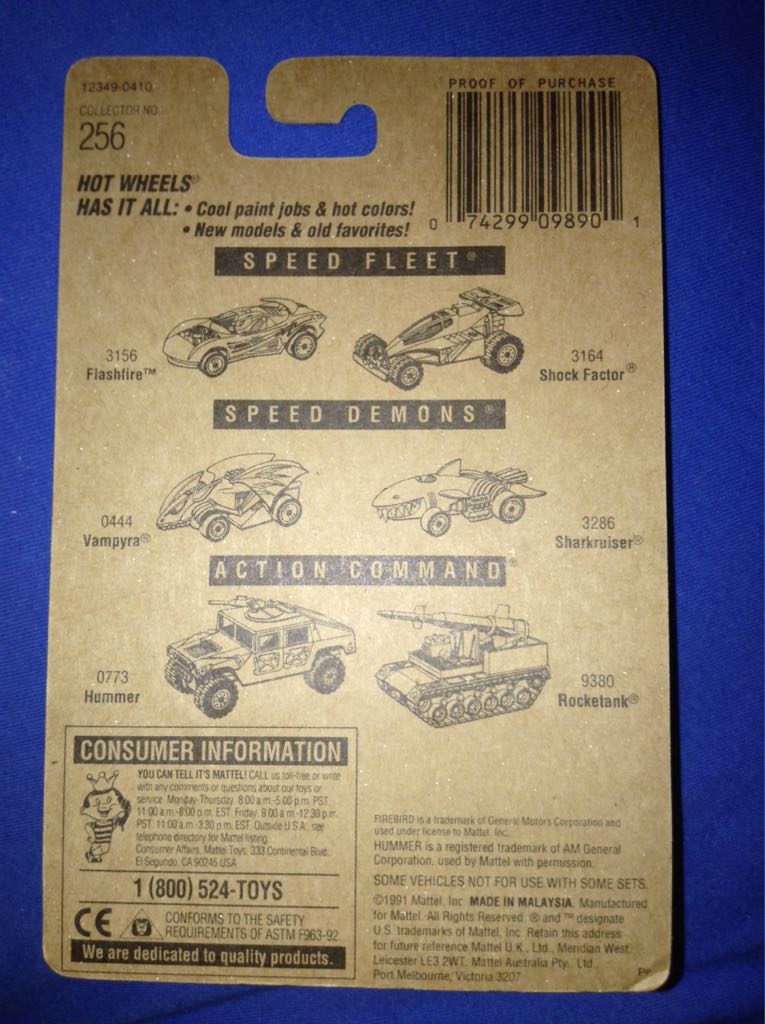 12349-0410
COLLECTOR NO.
256
PROOF OF PURCHASE
0 74299 09890 1
HOT WHEELS®
HAS IT ALL: • Cool paint jobs & hot colors!
• New models & old favorites!
SPEED FLEET®
3156
Flashfire™
3164
Shock Factor®
SPEED DEMONS®
0444
Vampyra®
3286
Sharkruiser®
ACTION COMMAND®
0773
Hummer
9380
Rocketank®
CONSUMER INFORMATION
YOU CAN TELL IT'S MATTEL! CALL us toll-free or write
with any comments or questions about our toys or
service. Monday-Thursday. 8:00 a.m.-5:00 p.m. PST.
11:00 a.m.-8:00 p.m. EST. Friday. 8:00 a.m.-12:30 p.m.
PST. 11:00 a.m.-3:30 p.m. EST. Outside U.S.A. see
telephone directory for Mattel listing.
Consumer Affairs, Mattel Toys, 333 Continental Blvd.
El Segundo, CA 90245 USA
1 (800) 524-TOYS
CE CONFORMS TO THE SAFETY
REQUIREMENTS OF ASTM F963-92.
We are dedicated to quality products.
FIREBIRD is a trademark of General Motors Corporation and
used under license to Mattel, Inc.
HUMMER is a registered trademark of AM General
Corporation, used by Mattel with permission.
SOME VEHICLES NOT FOR USE WITH SOME SETS.
©1991 Mattel, Inc. MADE IN MALAYSIA. Manufactured
for Mattel. All Rights Reserved. ® and ™ designate
U.S. trademarks of Mattel, Inc. Retain this address
for future reference Mattel U.K., Ltd., Meridian West,
Leicester LE3 2WT. Mattel Australia Pty., Ltd.,
Port Melbourne, Victoria 3207.